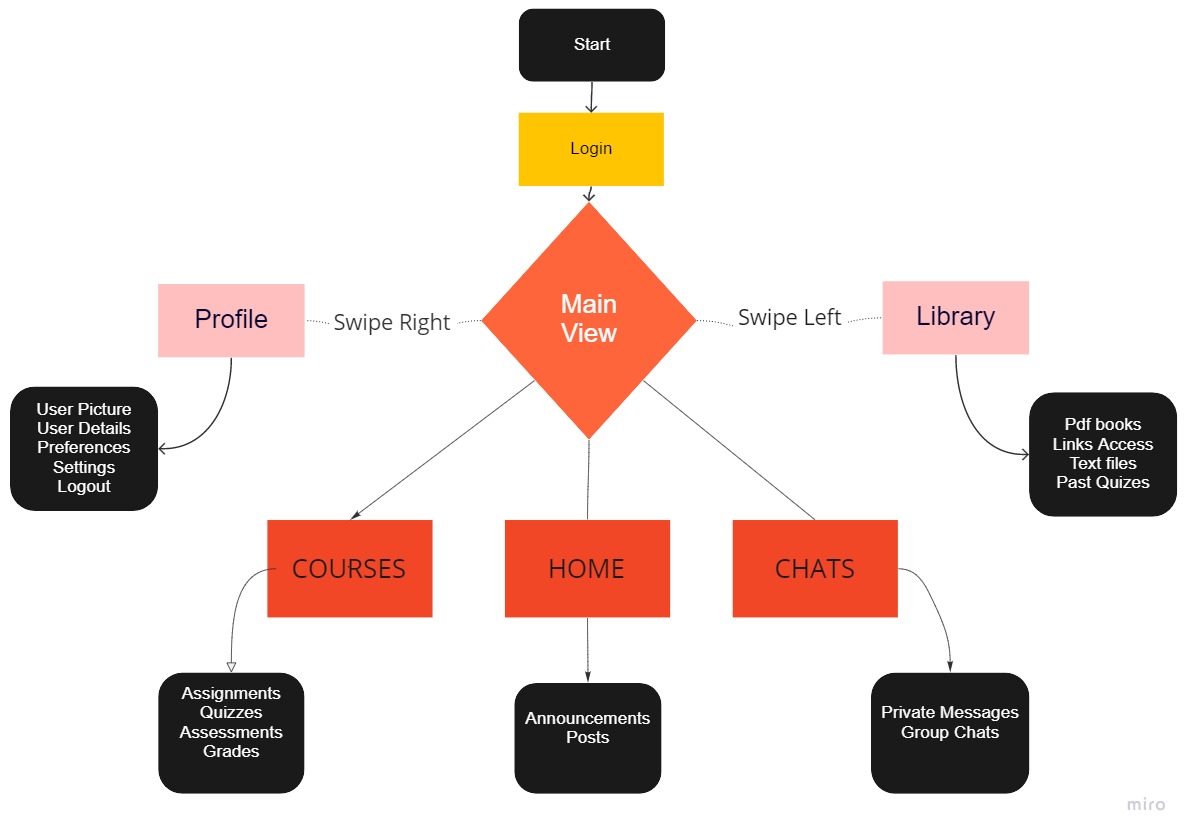 Start
Login
Main
View
Profile
Swipe Right
Swipe Left
Library
User Picture
User Details
Preferences
Settings
Logout
Pdf books
Links Access
Text files
Past Quizes
COURSES
HOME
CHATS
Assignments
Quizzes
Assessments
Grades
Announcements
Posts
Private Messages
Group Chats
miro